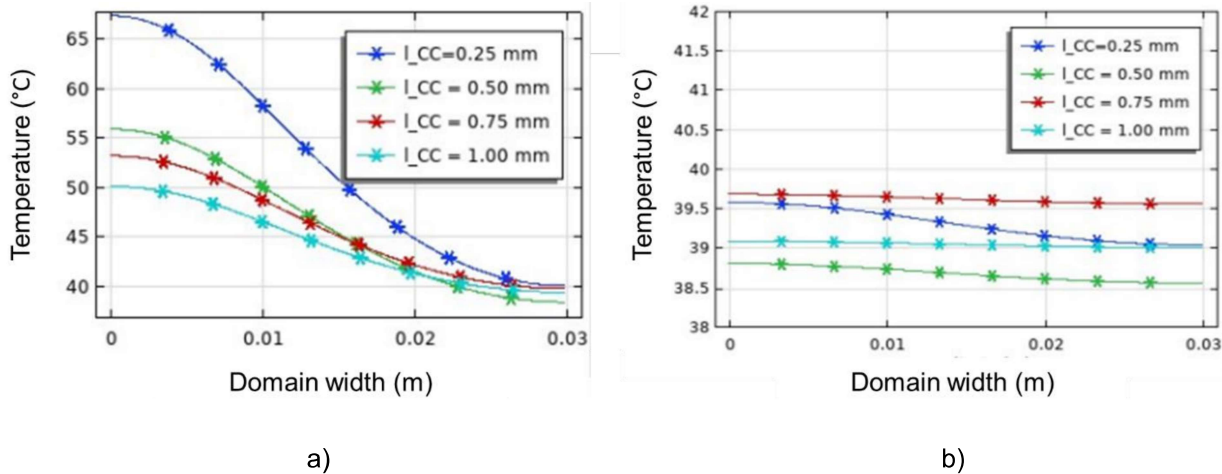 65
60
55
50
45
40
0
0.01
0.02
0.03
Temperature (°C)
Domain width (m)
l_CC=0.25 mm
l_CC = 0.50 mm
l_CC = 0.75 mm
l_CC = 1.00 mm
a)
42
41.5
41
40.5
40
39.5
39
38.5
38
0
0.01
0.02
0.03
Temperature (°C)
Domain width (m)
l_CC=0.25 mm
l_CC = 0.50 mm
l_CC = 0.75 mm
l_CC = 1.00 mm
b)